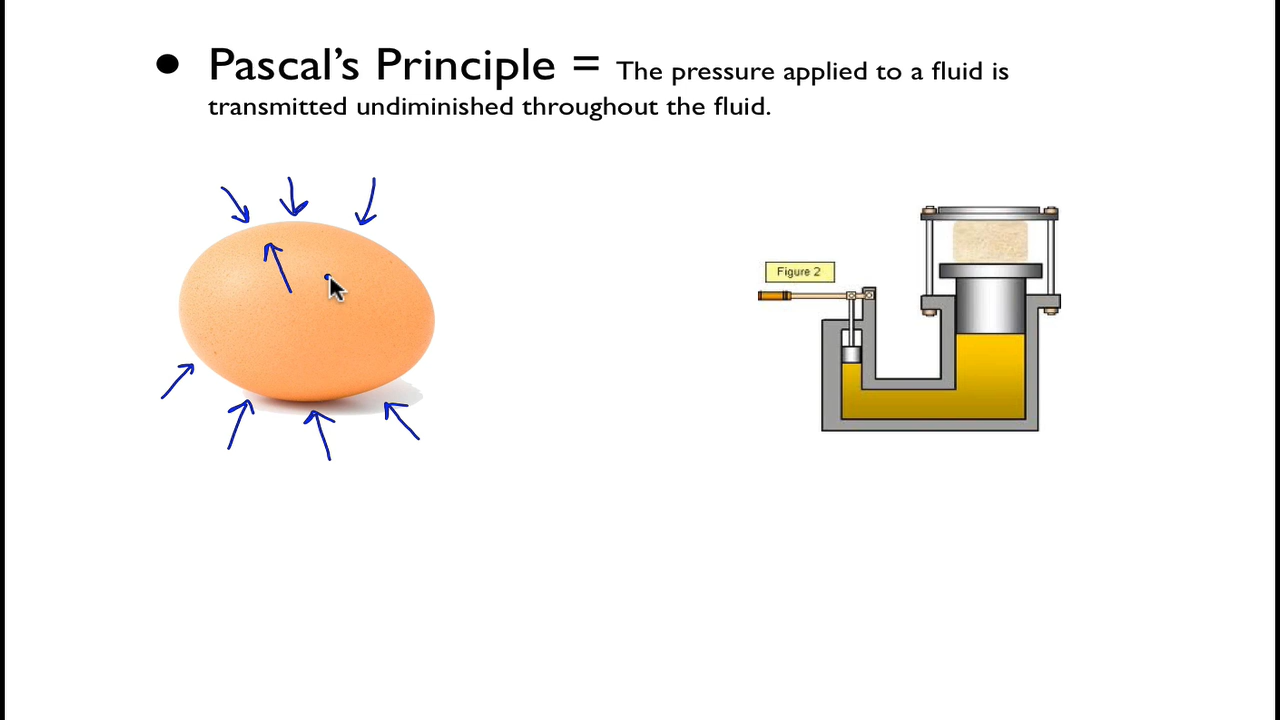 • Pascal’s Principle = The pressure applied to a fluid is
transmitted undiminished throughout the fluid.
Figure 2